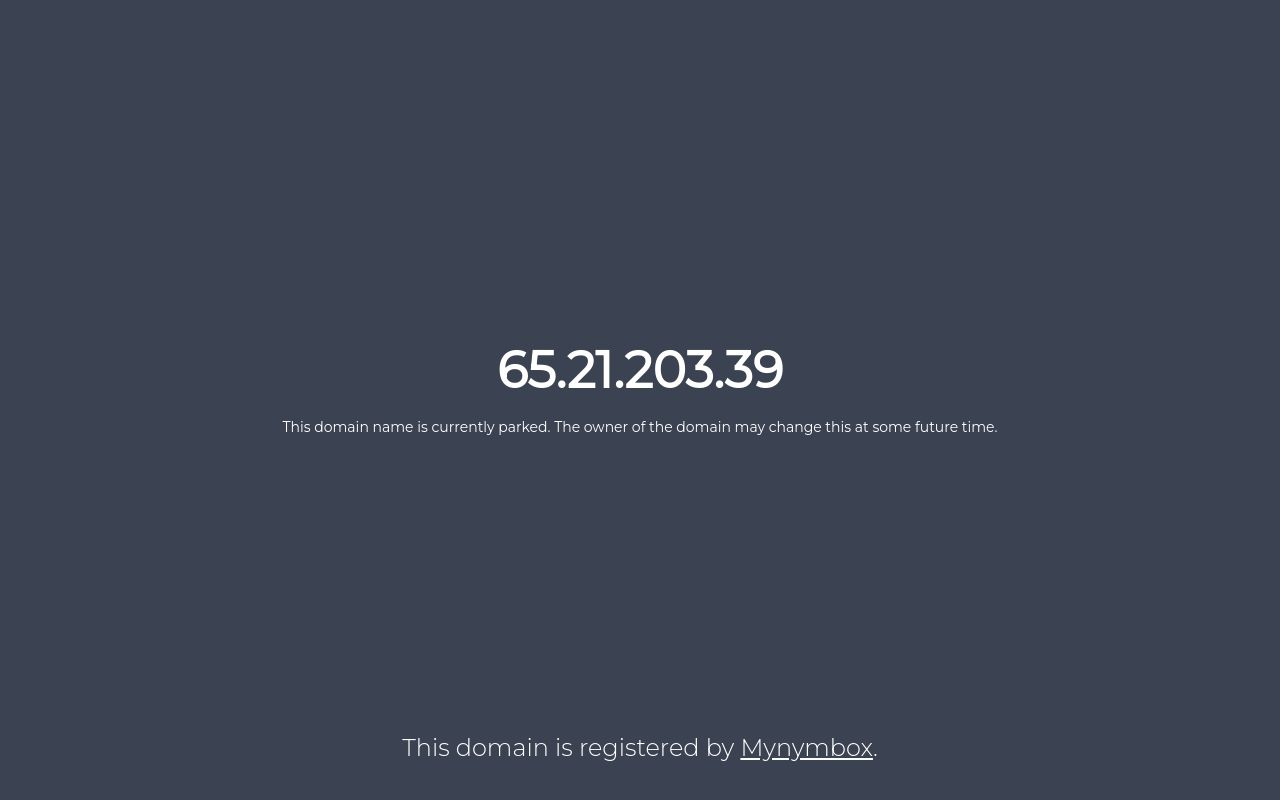 65.21.203.39
This domain name is currently parked. The owner of the domain may change this at some future time.
This domain is registered by Mynymbox.